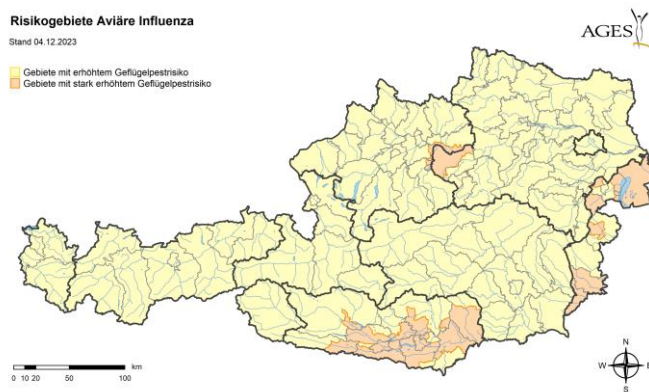 Risikogebiete Aviäre Influenza
AGES
Stand 04.12.2023
Gebiete mit erhöhtem Geflügelpestrisiko
Gebiete mit stark erhöhtem Geflügelpestrisiko
km
0 10 20 50 100
N
W E
S